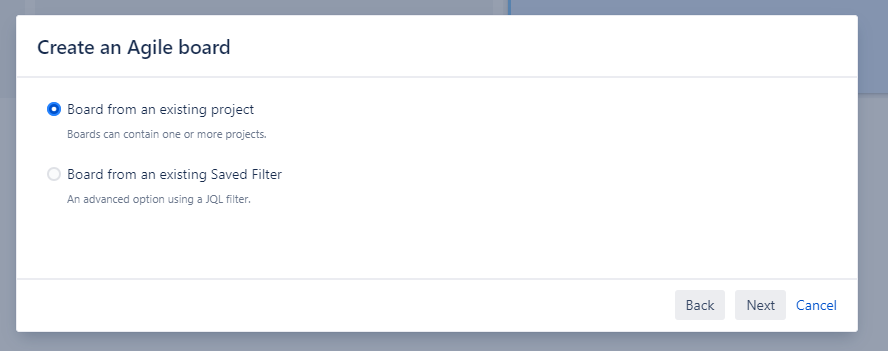 Create an Agile board
Board from an existing project
Boards can contain one or more projects.
Board from an existing Saved Filter
An advanced option using a JQL filter.
Back Next Cancel